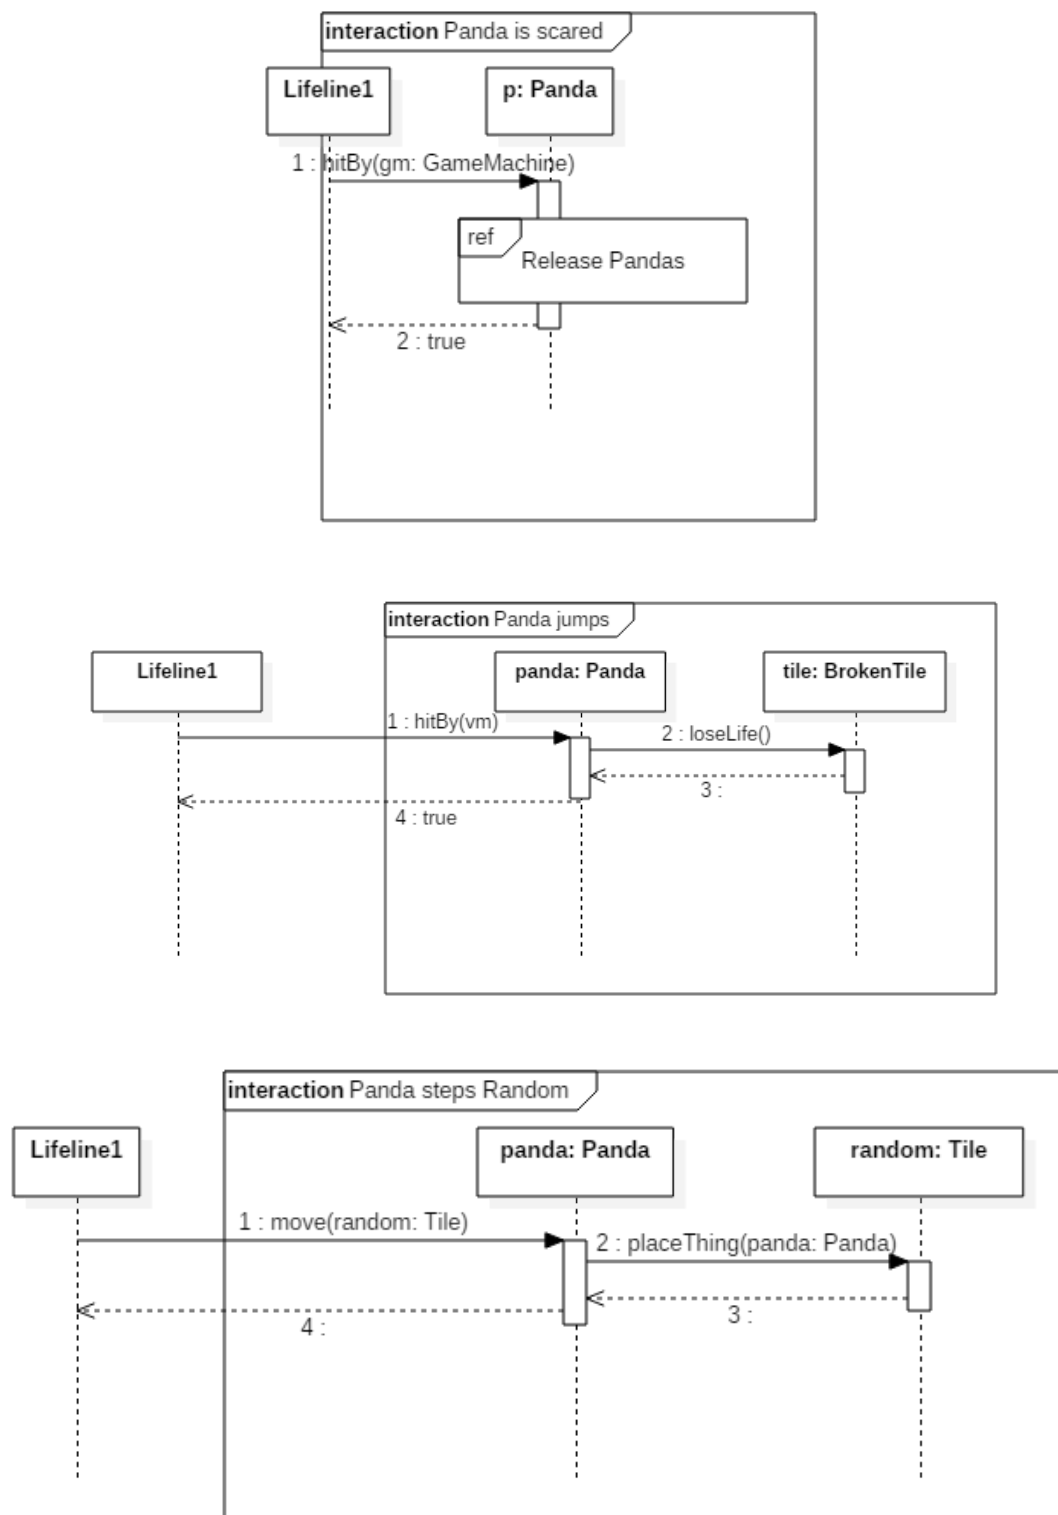 interaction Panda is scared
Lifeline1
p: Panda
1 : hitBy(gm: GameMachine)
ref
Release Pandas
2 : true
interaction Panda jumps
Lifeline1
panda: Panda
tile: BrokenTile
1 : hitBy(vm)
2 : loseLife()
3 :
4 : true
interaction Panda steps Random
Lifeline1
panda: Panda
random: Tile
1 : move(random: Tile)
2 : placeThing(panda: Panda)
3 :
4 :